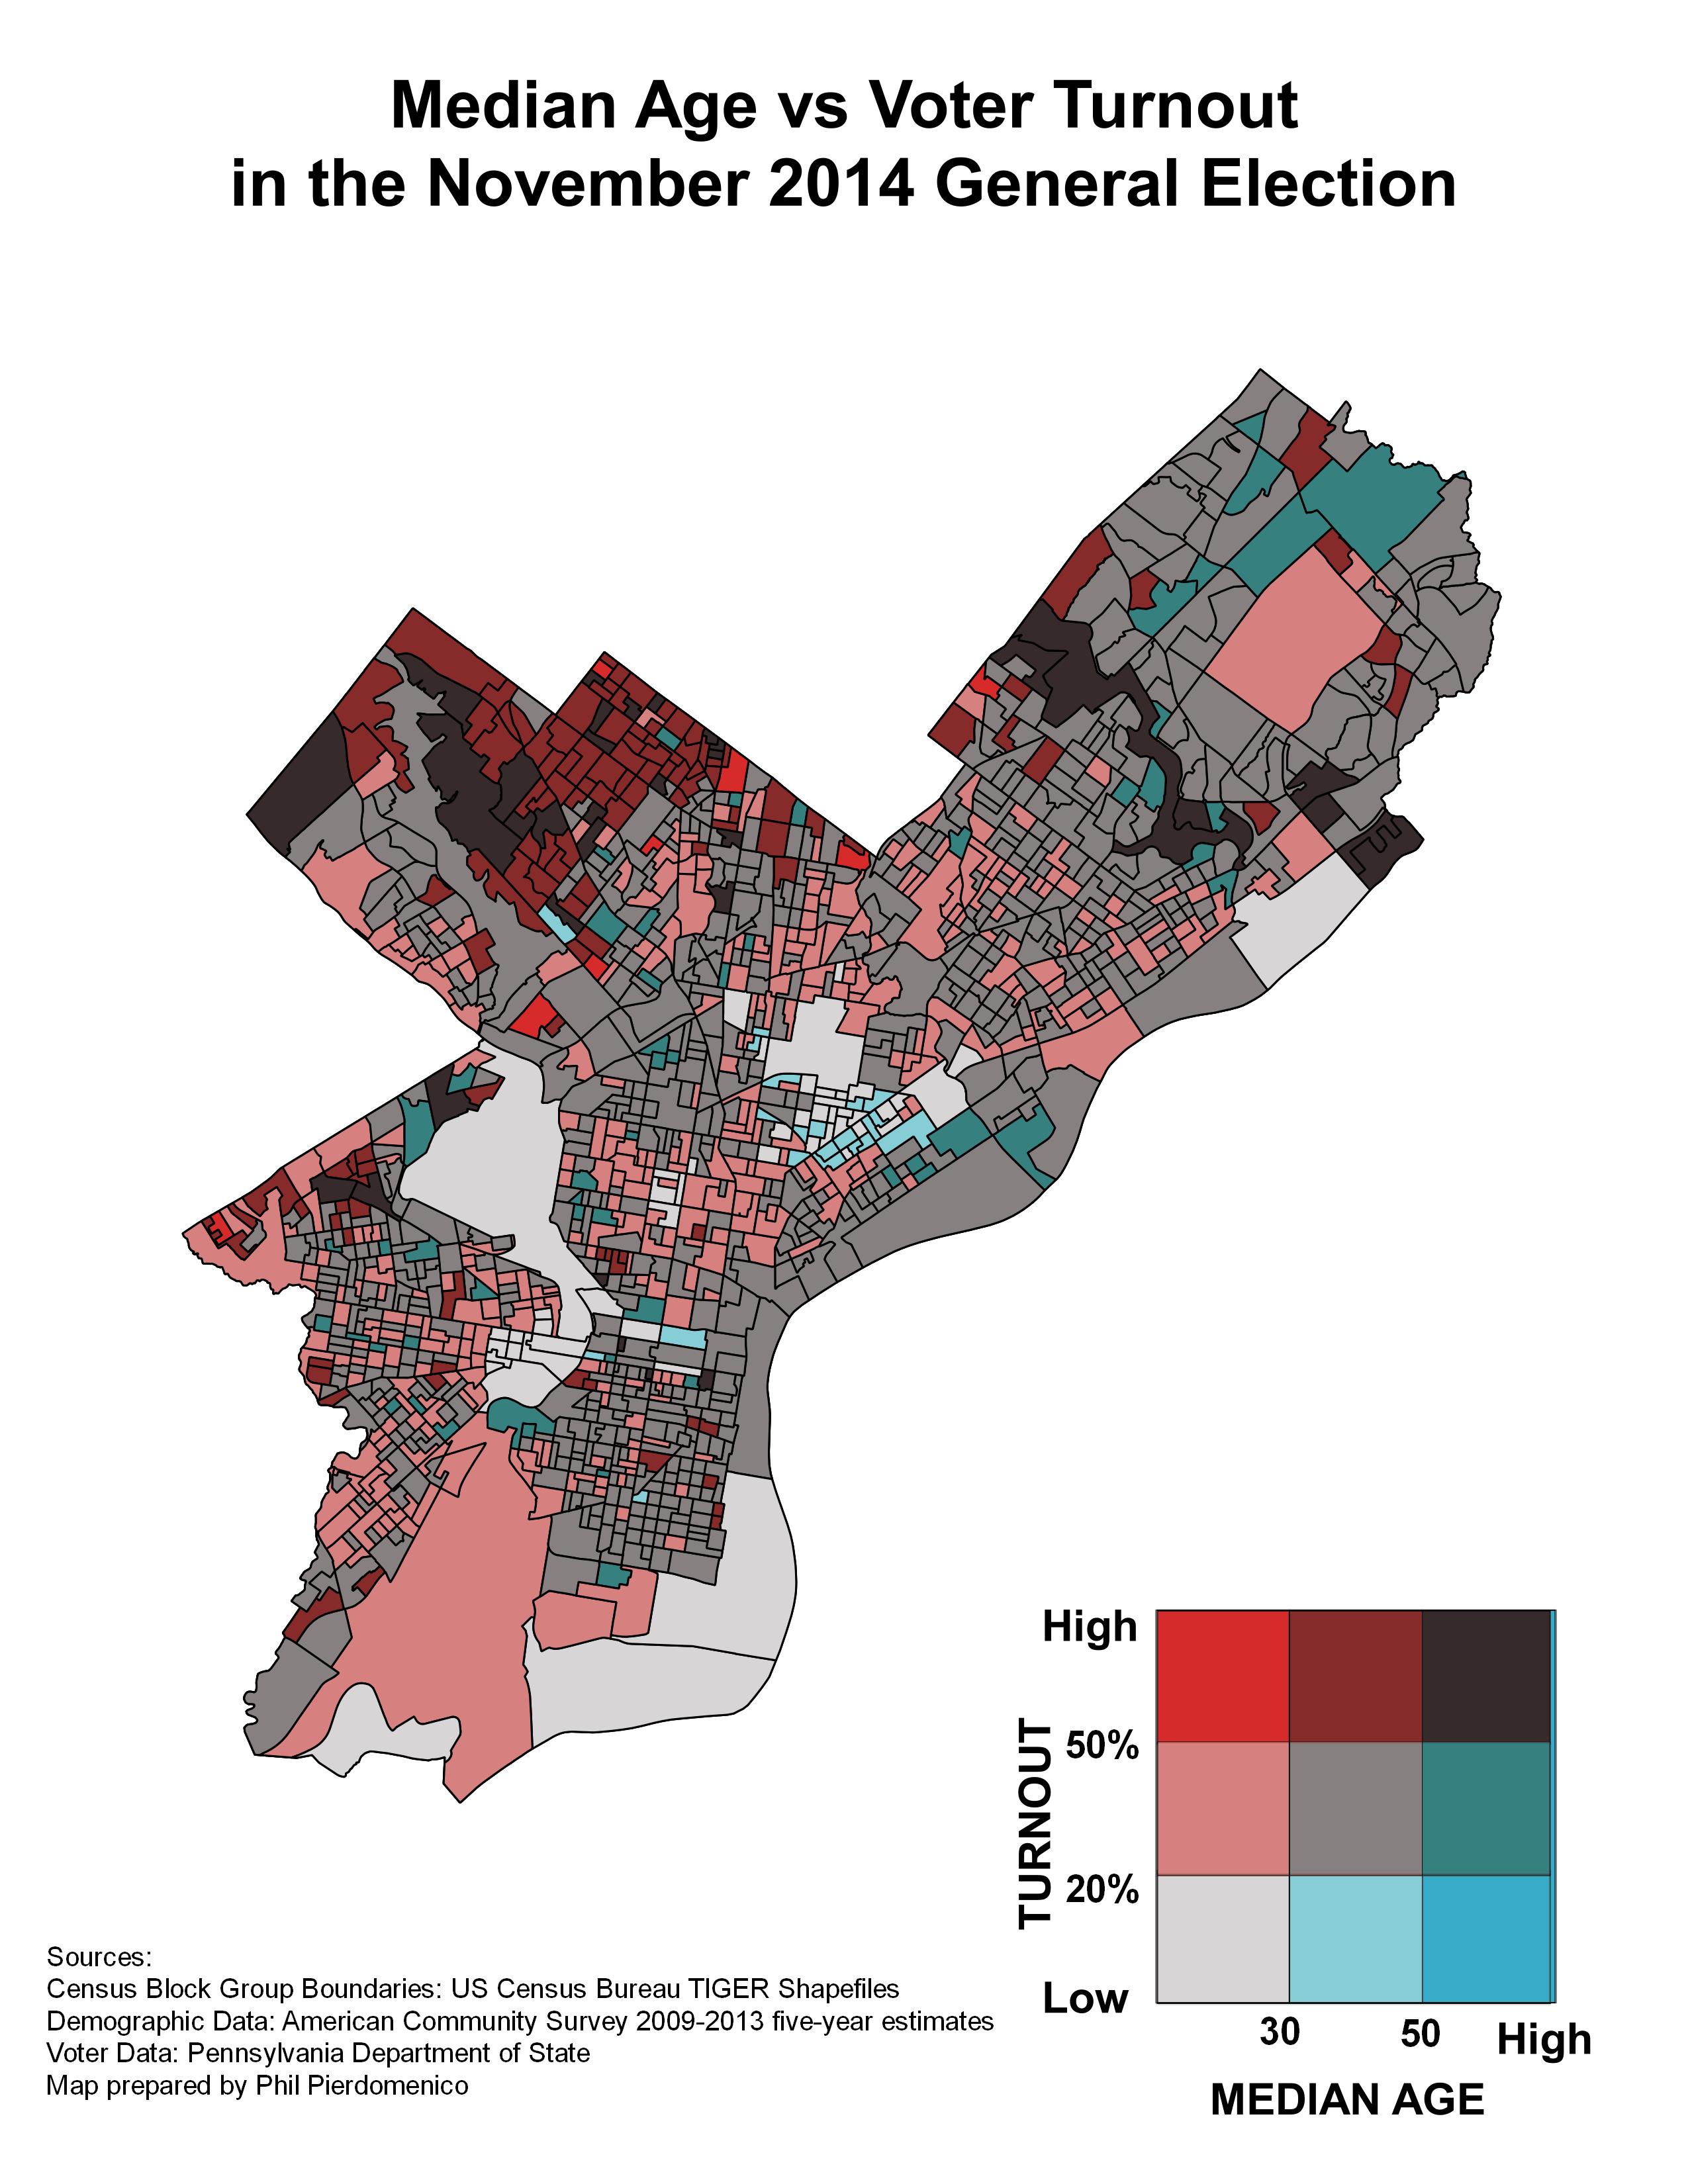 Median Age vs Voter Turnout
in the November 2014 General Election
High
50%
TURNOUT
20%
Low
30
50
High
MEDIAN AGE
Sources:
Census Block Group Boundaries: US Census Bureau TIGER Shapefiles
Demographic Data: American Community Survey 2009-2013 five-year estimates
Voter Data: Pennsylvania Department of State
Map prepared by Phil Pierdomenico